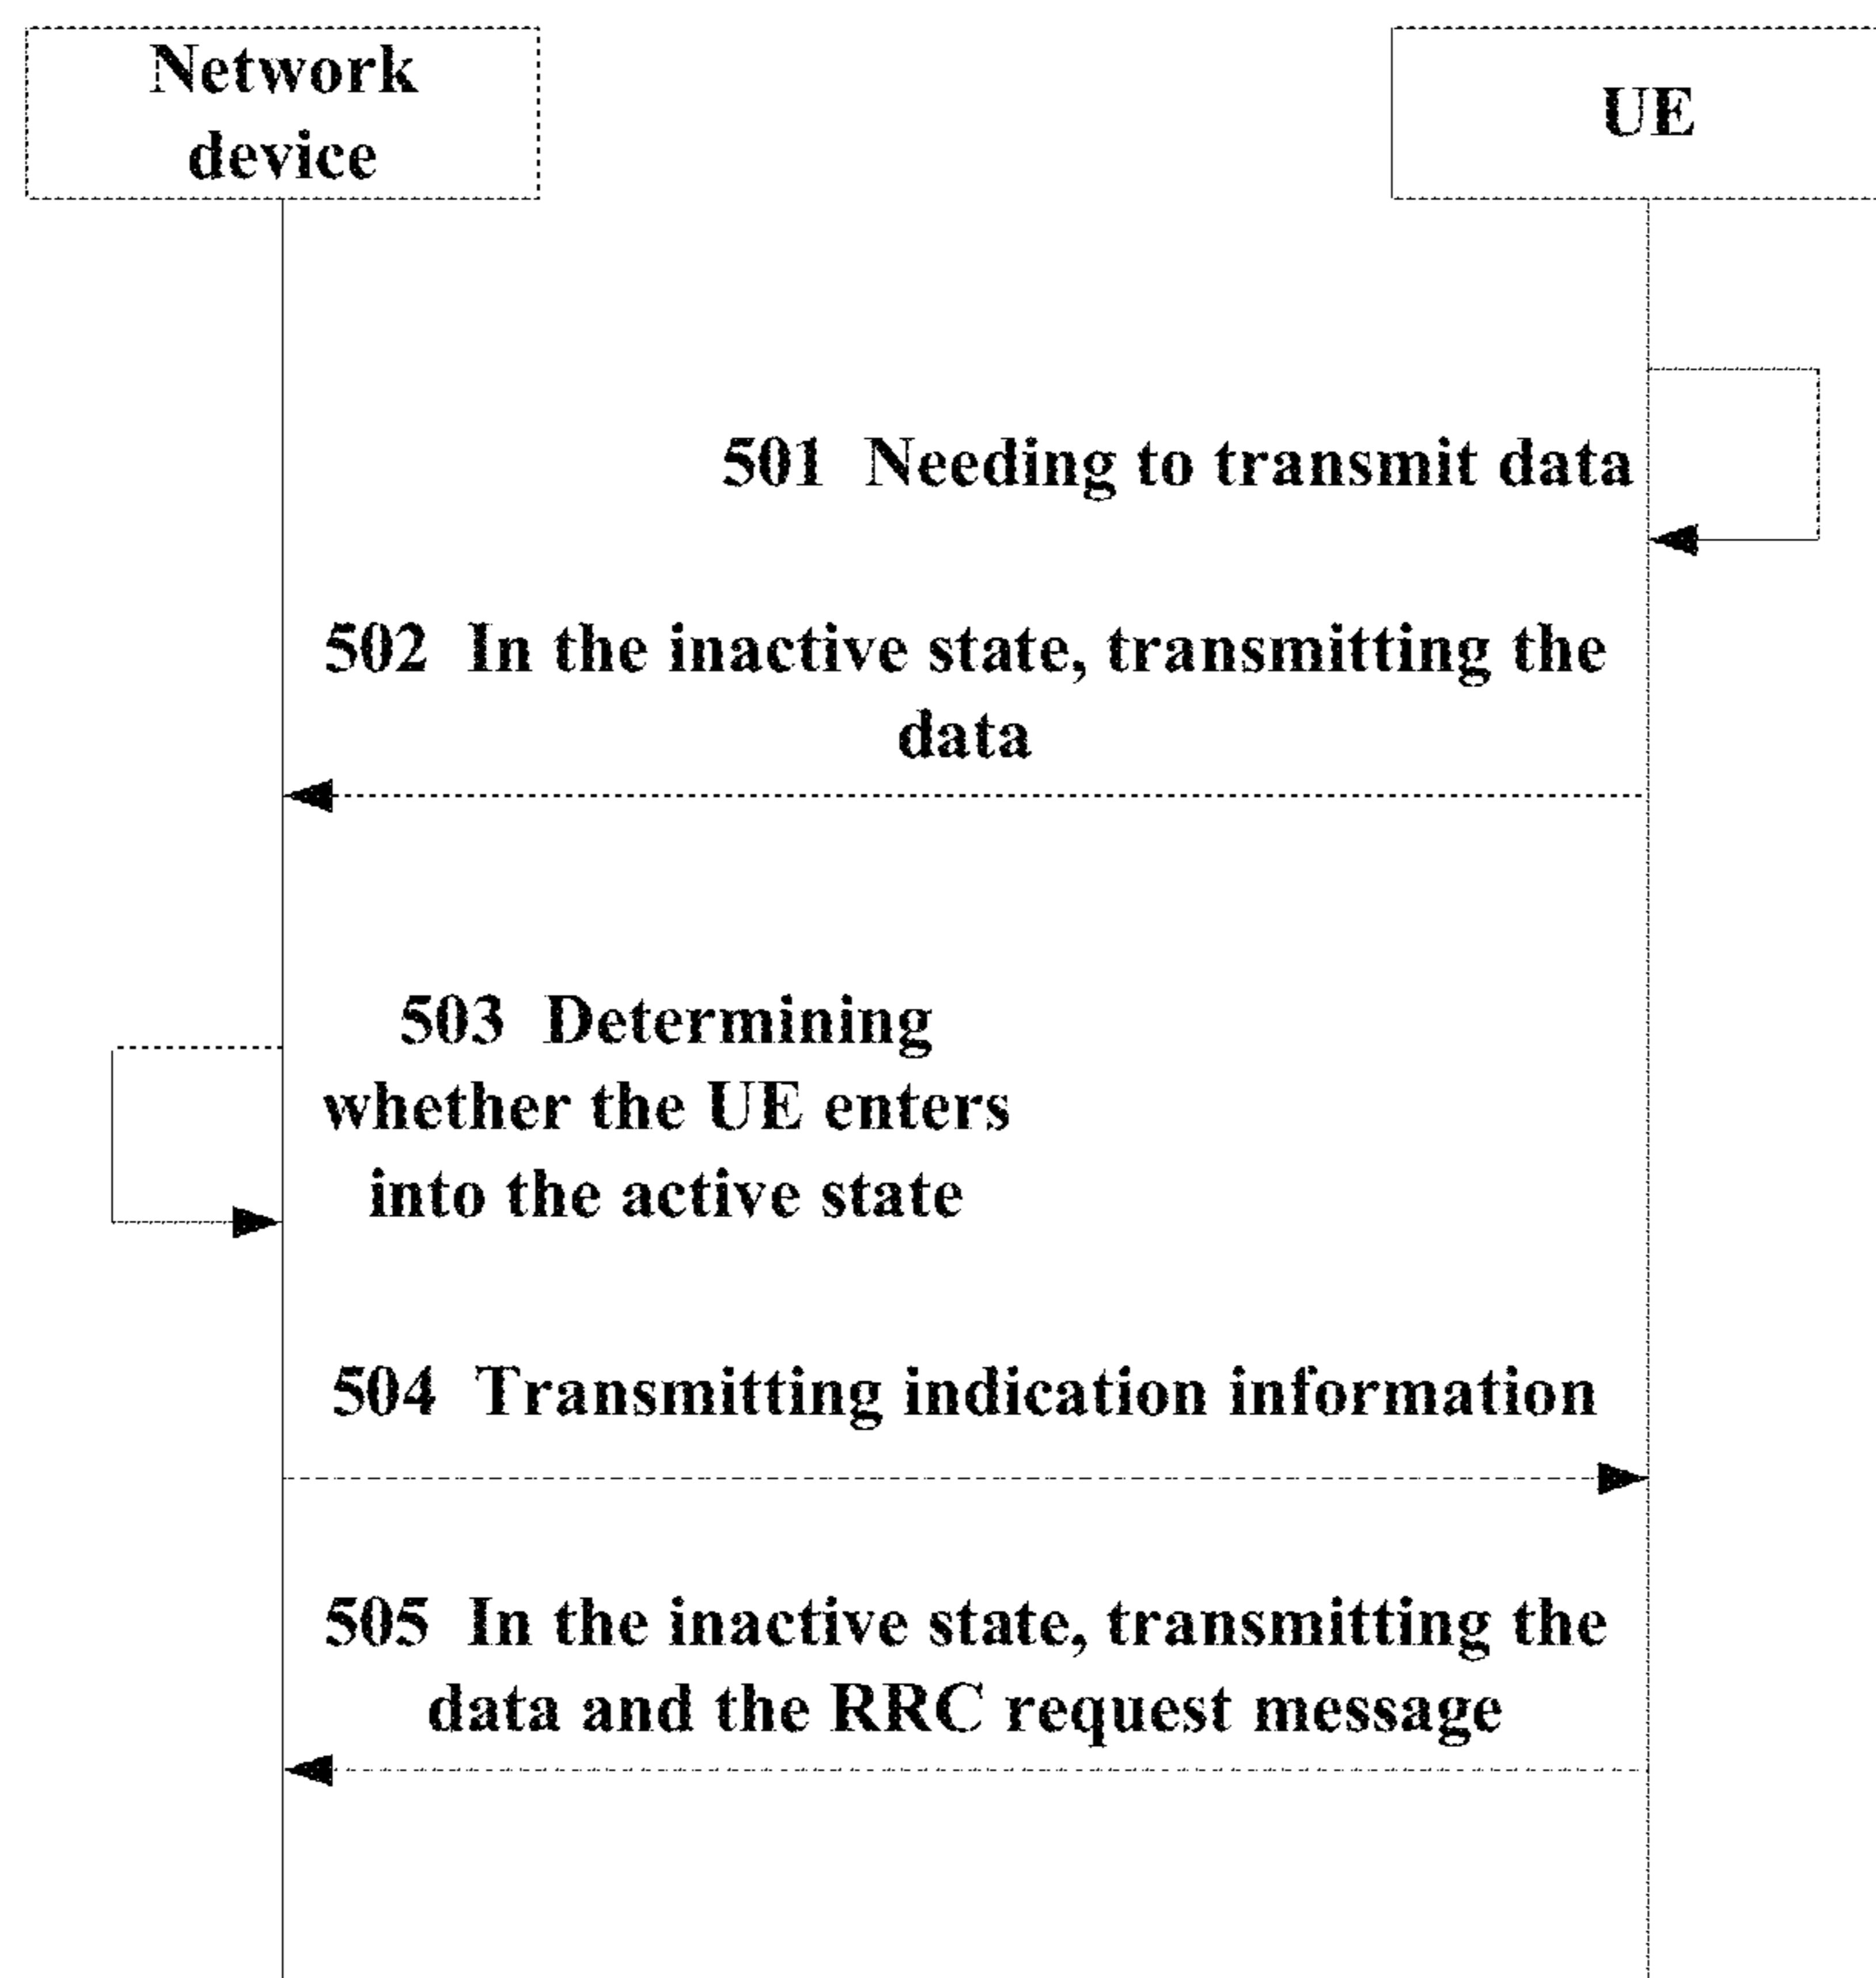 Network
device
UE
501 Needing to transmit data
502 In the inactive state, transmitting the
data
503 Determining
whether the UE enters
into the active state
504 Transmitting indication information
505 In the inactive state, transmitting the
data and the RRC request message